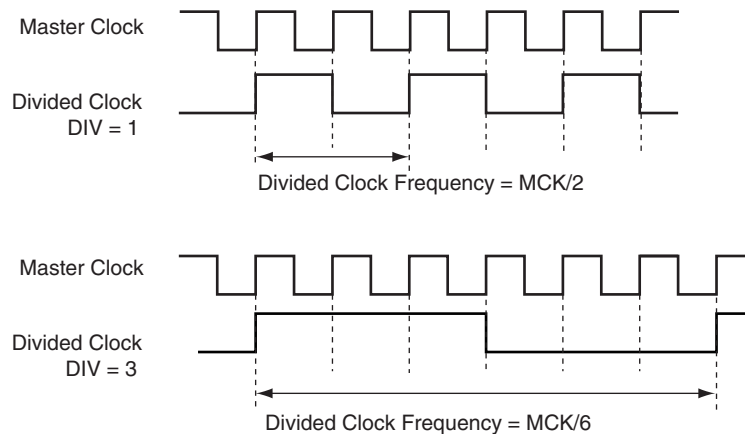 Master Clock
Divided Clock
DIV = 1
Divided Clock Frequency = MCK/2
Master Clock
Divided Clock
DIV = 3
Divided Clock Frequency = MCK/6